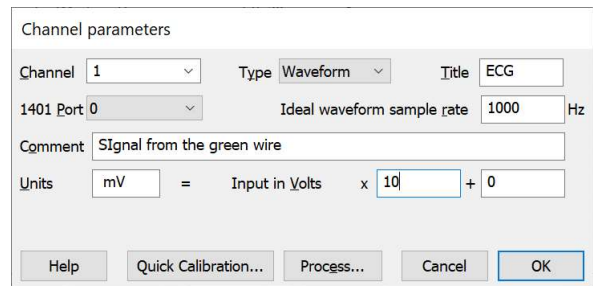 Channel parameters
Channel 1 Type Waveform Title ECG
1401 Port 0 Ideal waveform sample rate 1000 Hz
Comment SIgnal from the green wire
Units mV = Input in Volts x 10 + 0
Help Quick Calibration... Process... Cancel OK